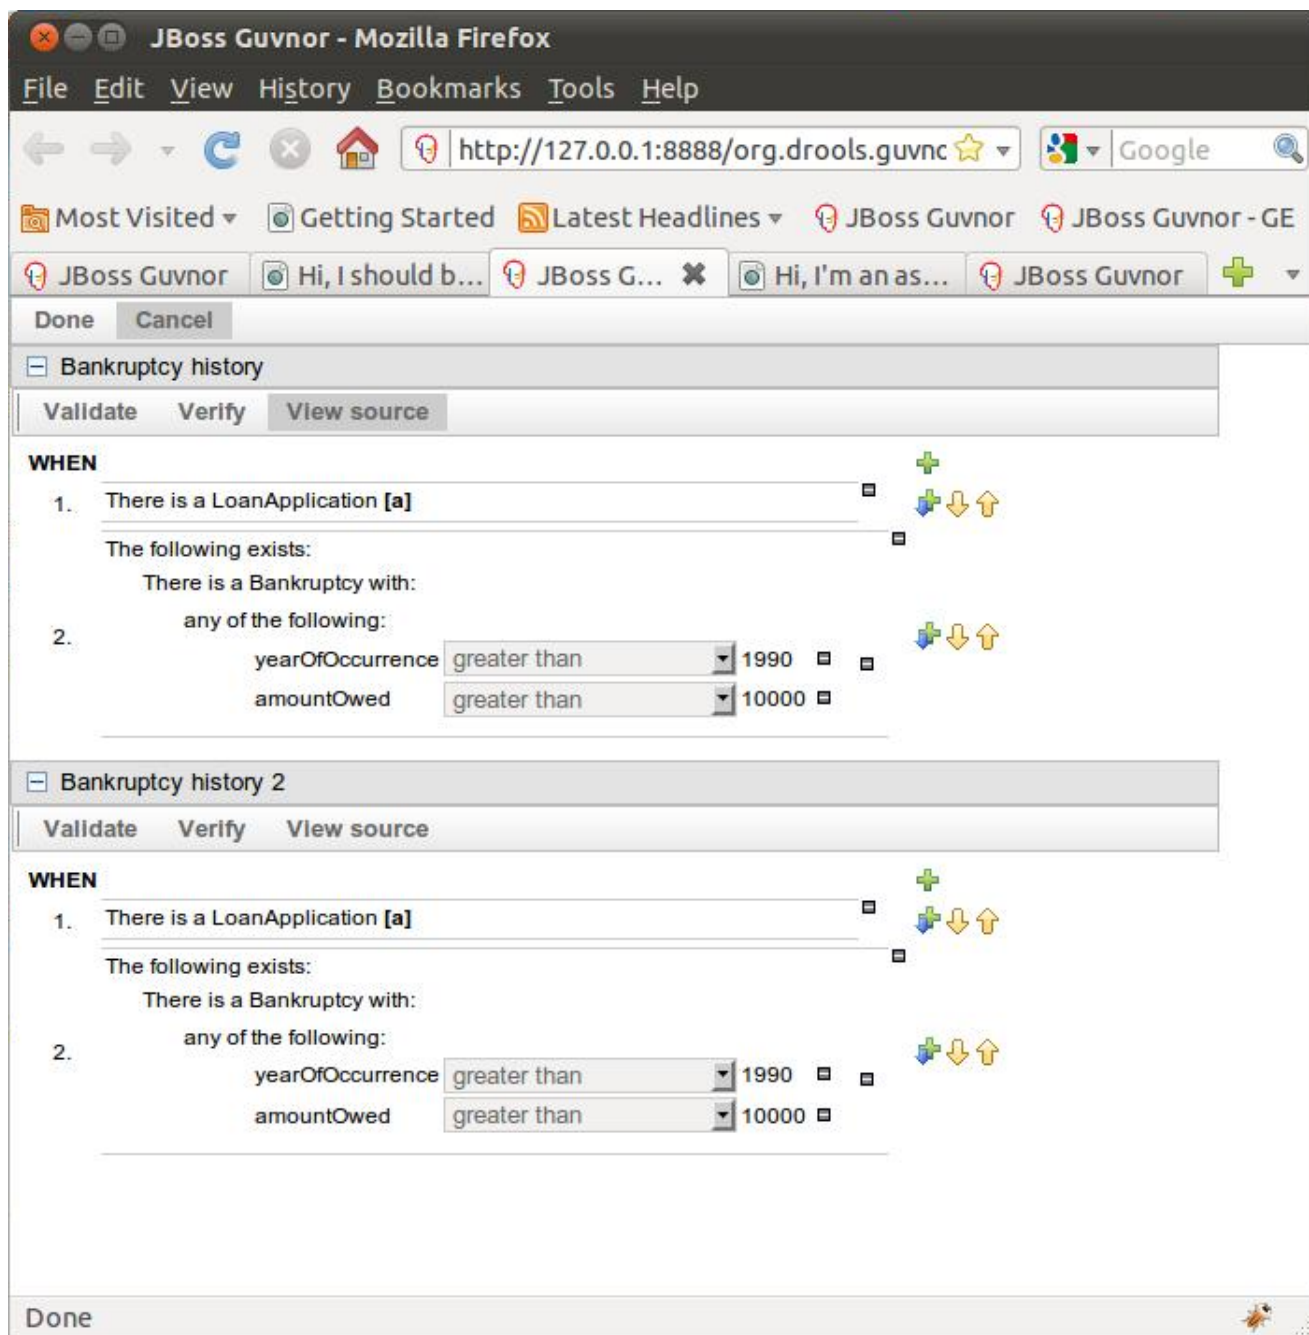 JBoss Guvnor - Mozilla Firefox
File Edit View History Bookmarks Tools Help
http://127.0.0.1:8888/org.drools.guvnc Google
Most Visited Getting Started Latest Headlines JBoss Guvnor JBoss Guvnor - GE
JBoss Guvnor Hi, I should b... JBoss G... Hi, I'm an as... JBoss Guvnor
Done Cancel
Bankruptcy history
Validate Verify View source
WHEN
1. There is a LoanApplication [a]
The following exists:
There is a Bankruptcy with:
any of the following:
2.
yearOfOccurrence greater than 1990
amountOwed greater than 10000
Bankruptcy history 2
Validate Verify View source
WHEN
1. There is a LoanApplication [a]
The following exists:
There is a Bankruptcy with:
any of the following:
2.
yearOfOccurrence greater than 1990
amountOwed greater than 10000
Done